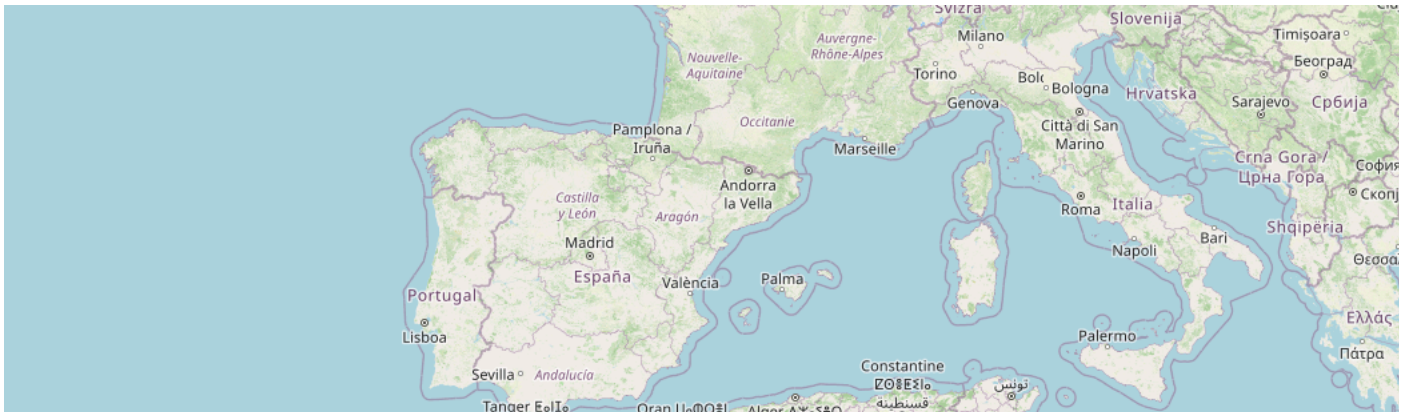 Svizra
Slovenija
Milano
Timișoara
Auvergne-
Rhône-Alpes
Nouvelle-
Aquitaine
Београд
Torino
Bologna
Hrvatska
Genova
Sarajevo
Србија
Occitanie
Pamplona /
Iruña
Città di San
Marino
Marseille
Crna Gora /
Црна Гора
София
Andorra
la Vella
Castilla
y León
Aragón
Roma
Italia
Shqipëria
Madrid
Bari
Napoli
España
València
Palma
Portugal
Ελλάς
Lisboa
Palermo
Πάτρα
Constantine
قسنطينة
تونس
Sevilla
Andalucía